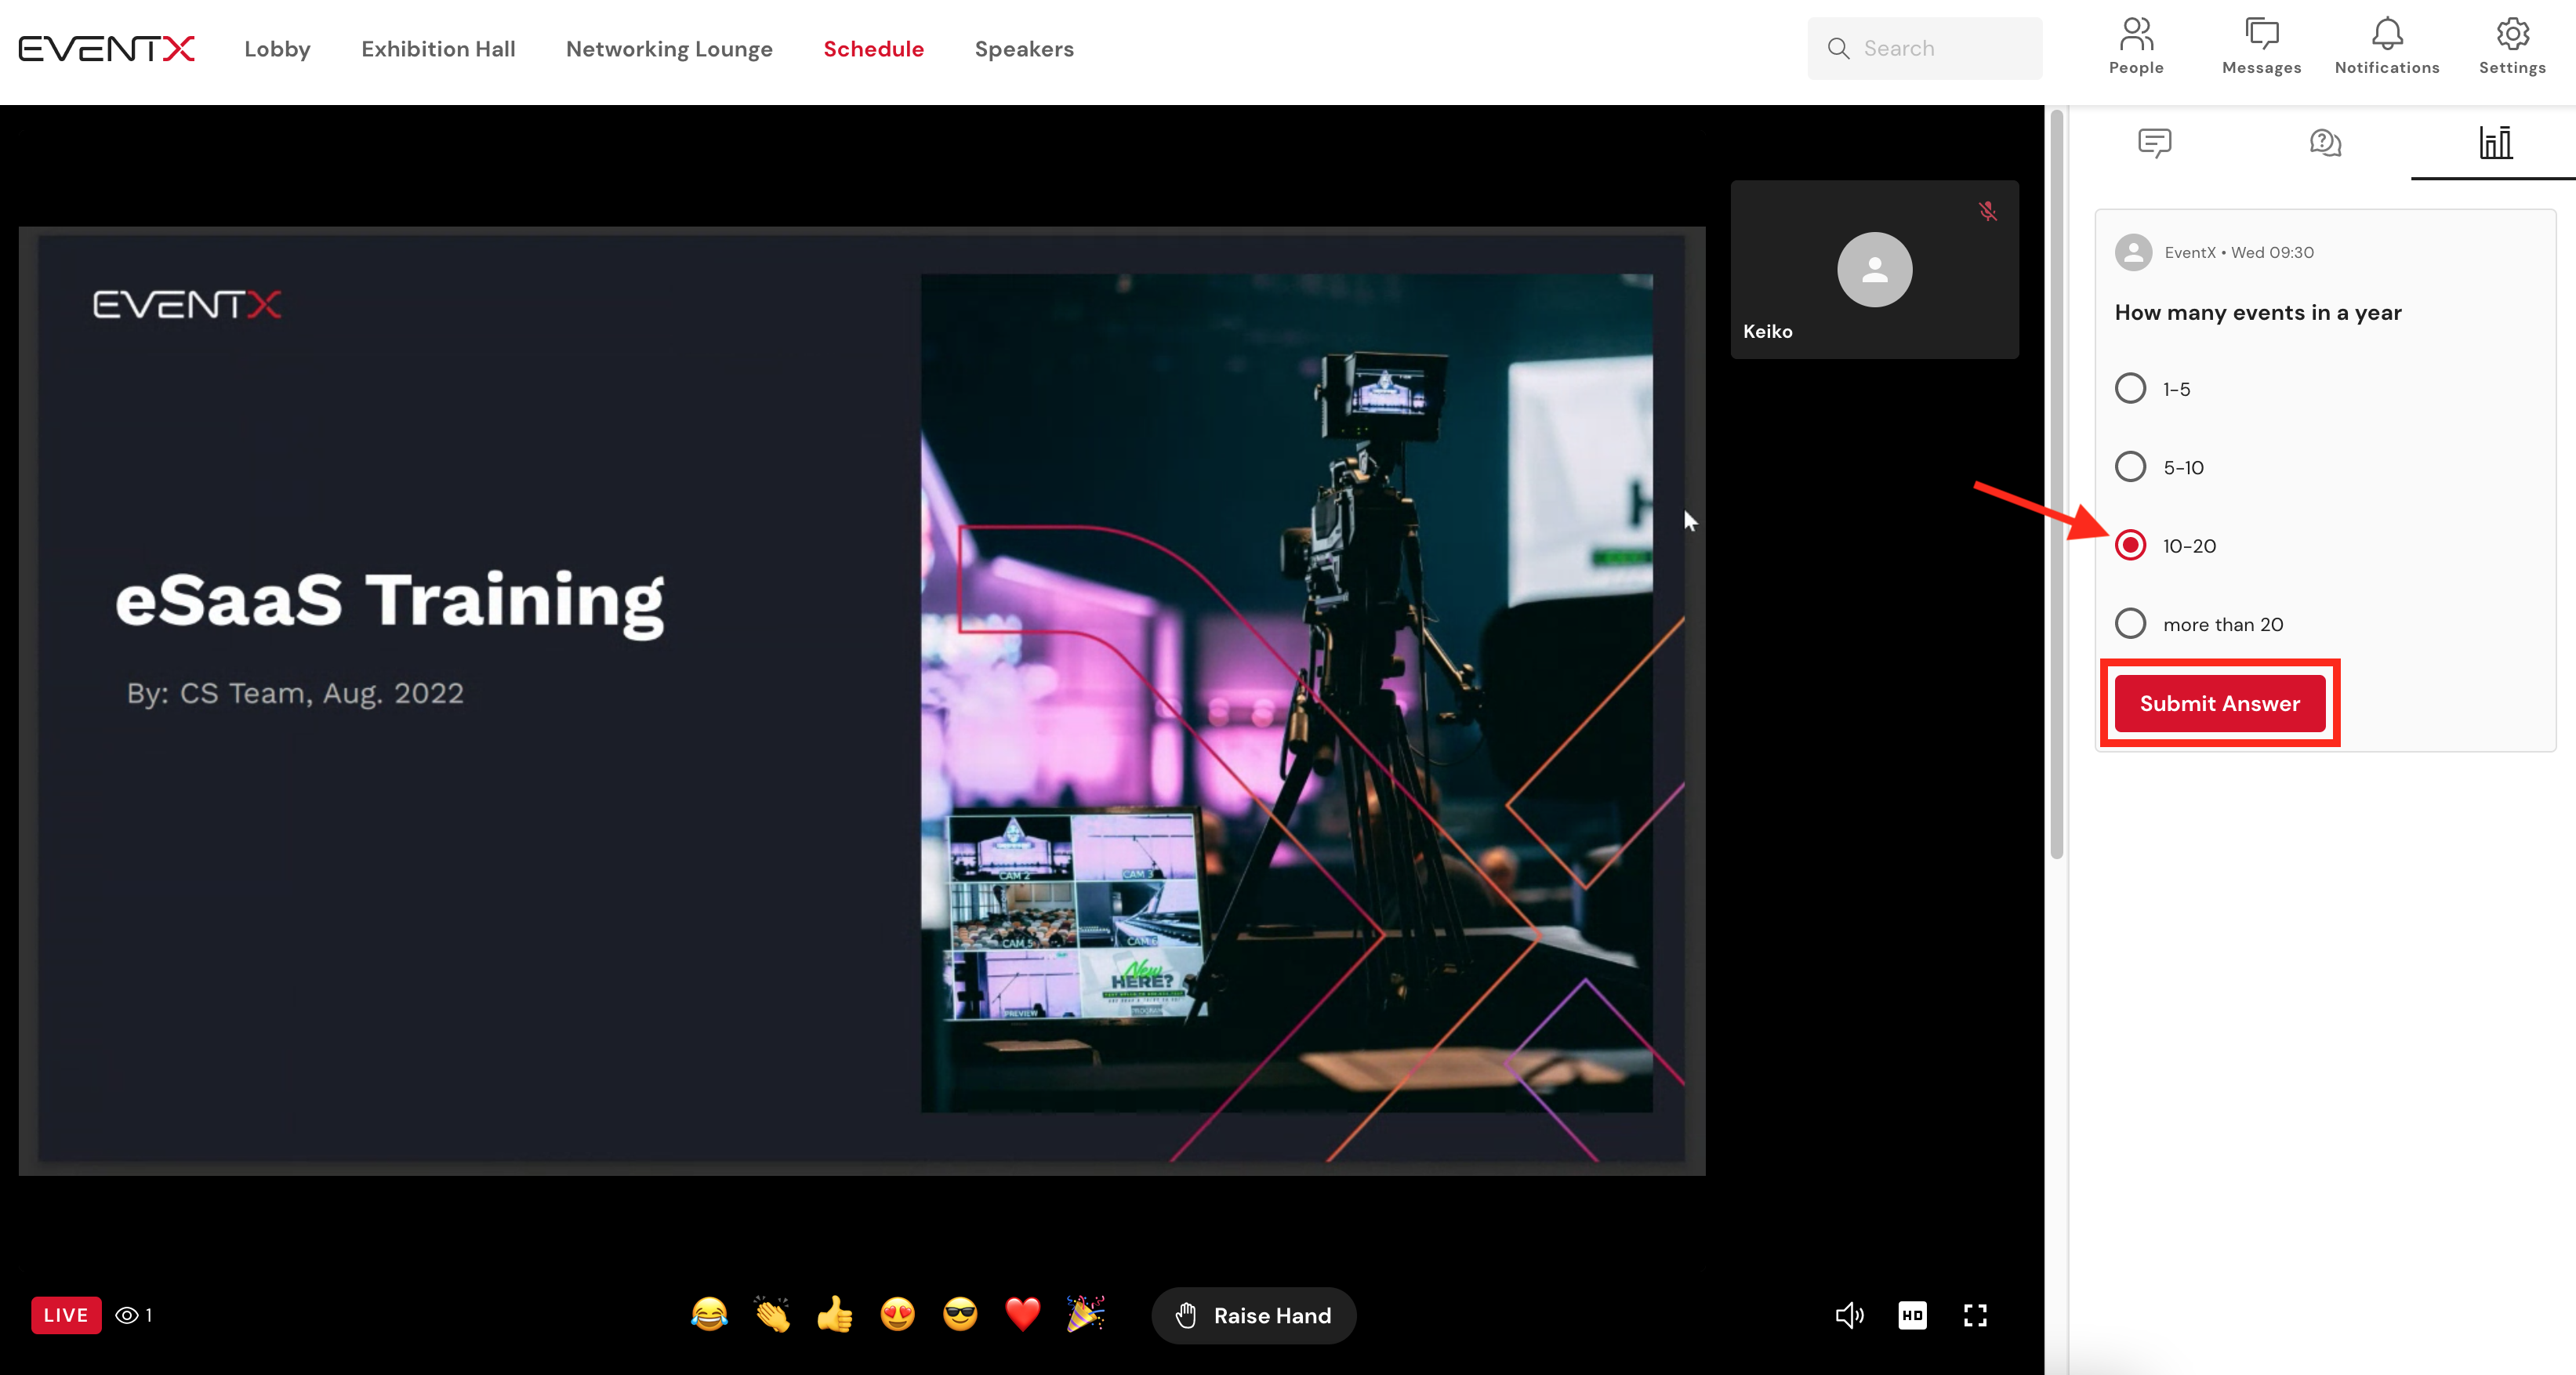 EVENTX Lobby Exhibition Hall Networking Lounge Schedule Speakers Search People Messages Notifications Settings
EVENTX
eSaaS Training
By: CS Team, Aug. 2022
CAM 2 CAM 3
CAM 5 CAM 6
New
HERE?
PREVIEW PROGRAM
Keiko
EventX • Wed 09:30
How many events in a year
1-5
5-10
10-20
more than 20
Submit Answer
LIVE 1 Raise Hand HD